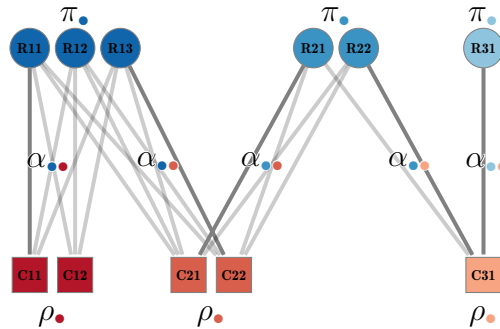 π π π
R11 R12 R13 R21 R22 R31
α α α α α
C11 C12 C21 C22 C31
ρ ρ ρ